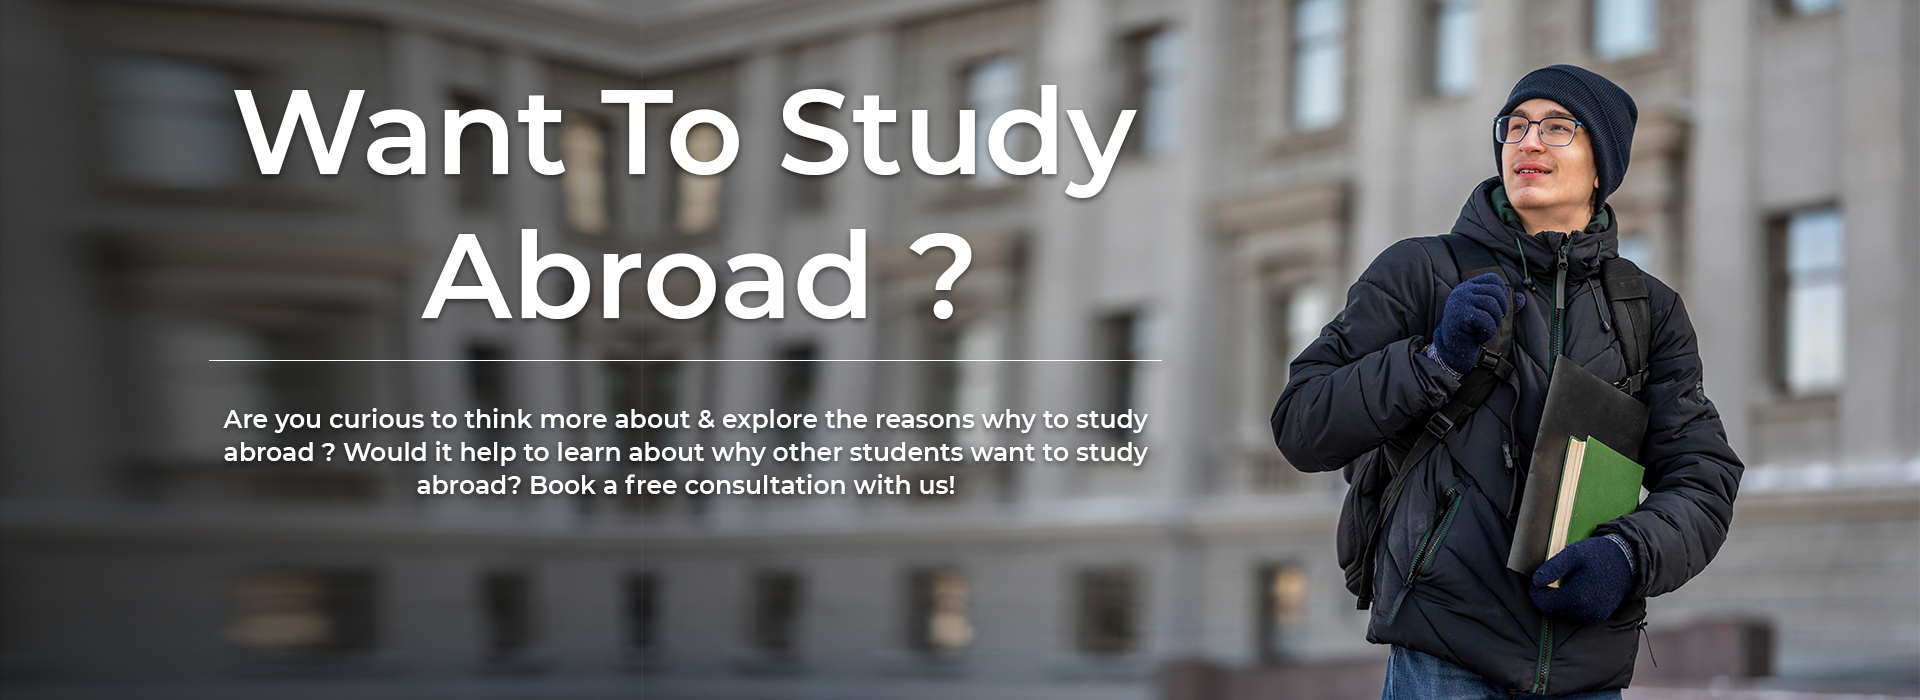 Want To Study
Abroad ?
Are you curious to think more about & explore the reasons why to study
abroad ? Would it help to learn about why other students want to study
abroad? Book a free consultation with us!